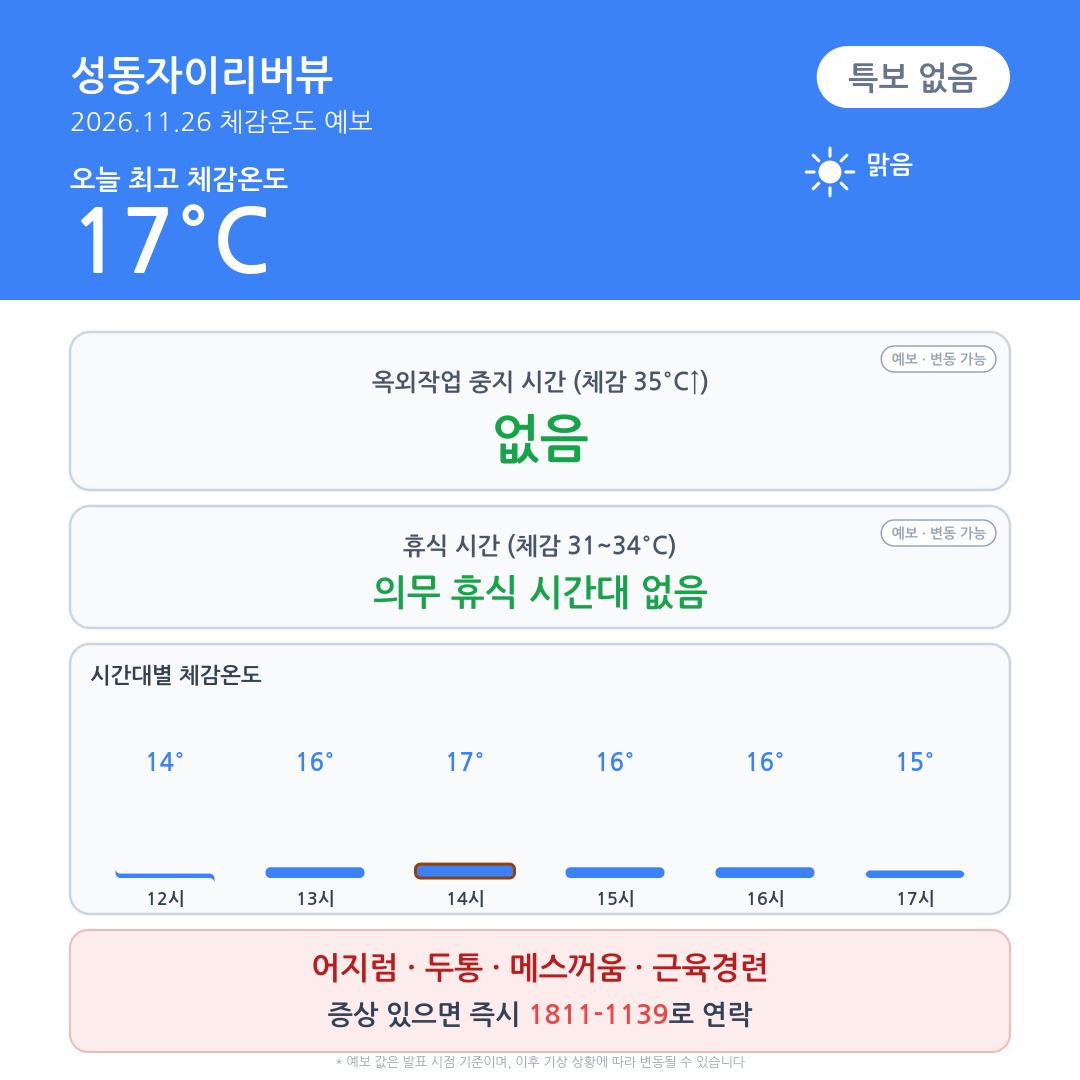 성동자이리버뷰
특보 없음
2026.11.26 체감온도 예보
맑음
오늘 최고 체감온도
17°C
예보 · 변동 가능
옥외작업 중지 시간 (체감 35°C↑)
없음
예보 · 변동 가능
휴식 시간 (체감 31~34°C)
의무 휴식 시간대 없음
시간대별 체감온도
14° 16° 17° 16° 16° 15°
12시 13시 14시 15시 16시 17시
어지럼 · 두통 · 메스꺼움 · 근육경련
증상 있으면 즉시 1811-1139로 연락
* 예보 값은 발표 시점 기준이며, 이후 기상 상황에 따라 변동될 수 있습니다